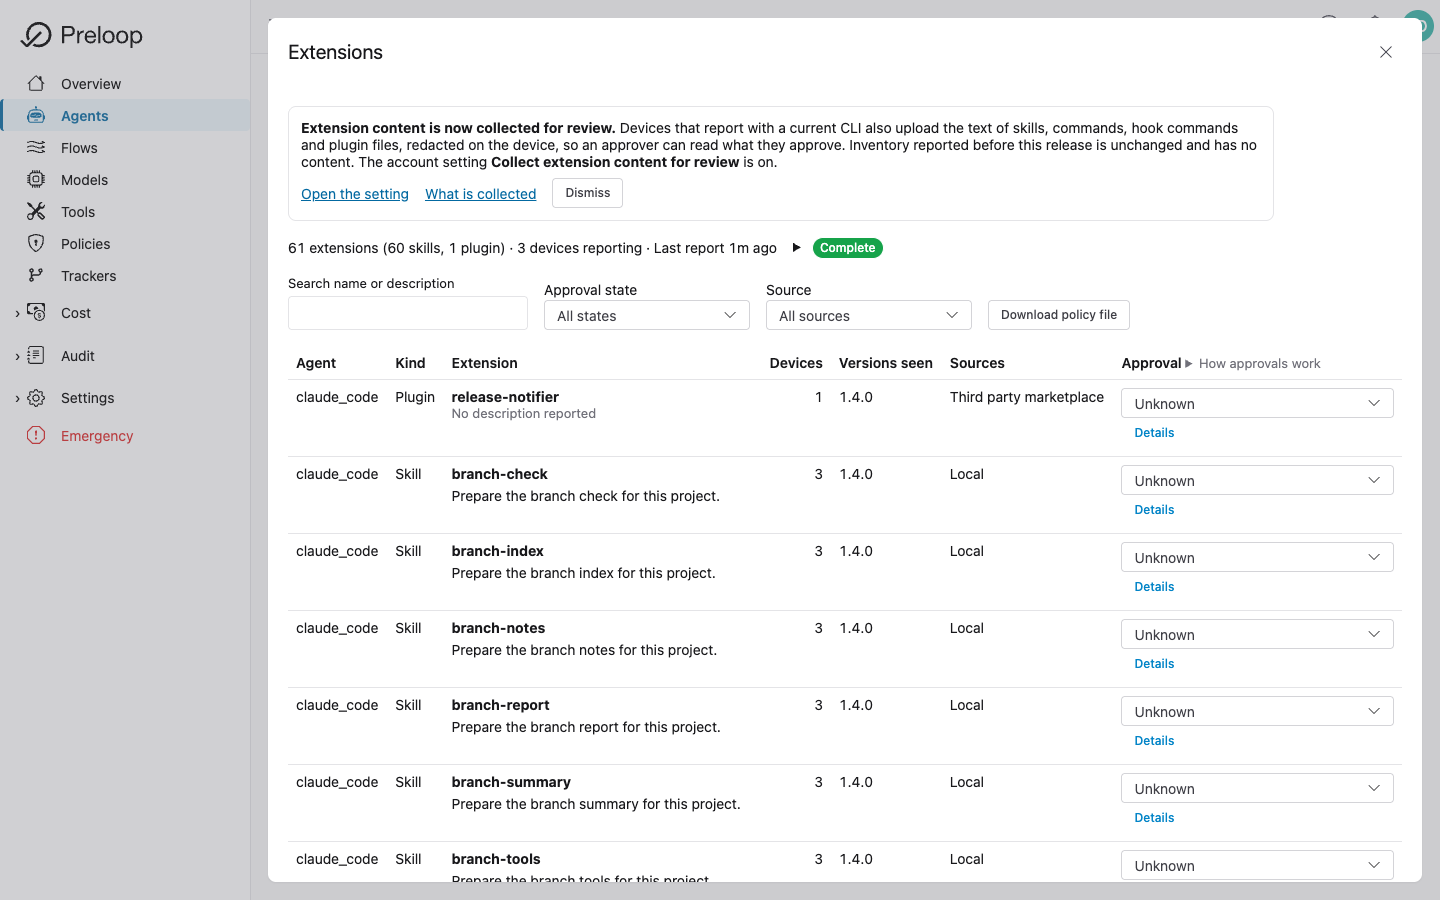 Preloop
Overview
Agents
Flows
Models
Tools
Policies
Trackers
Cost
Audit
Settings
Emergency
Extensions
Extension content is now collected for review. Devices that report with a current CLI also upload the text of skills, commands, hook commands
and plugin files, redacted on the device, so an approver can read what they approve. Inventory reported before this release is unchanged and has no
content. The account setting Collect extension content for review is on.
Open the setting What is collected Dismiss
61 extensions (60 skills, 1 plugin) · 3 devices reporting · Last report 1m ago Complete
Search name or description
Approval state
All states
Source
All sources
Download policy file
Agent Kind Extension Devices Versions seen Sources Approval How approvals work
claude_code Plugin release-notifier 1 1.4.0 Third party marketplace Unknown
No description reported
Details
claude_code Skill branch-check 3 1.4.0 Local Unknown
Prepare the branch check for this project.
Details
claude_code Skill branch-index 3 1.4.0 Local Unknown
Prepare the branch index for this project.
Details
claude_code Skill branch-notes 3 1.4.0 Local Unknown
Prepare the branch notes for this project.
Details
claude_code Skill branch-report 3 1.4.0 Local Unknown
Prepare the branch report for this project.
Details
claude_code Skill branch-summary 3 1.4.0 Local Unknown
Prepare the branch summary for this project.
Details
claude_code Skill branch-tools 3 1.4.0 Local Unknown
Prepare the branch tools for this project.